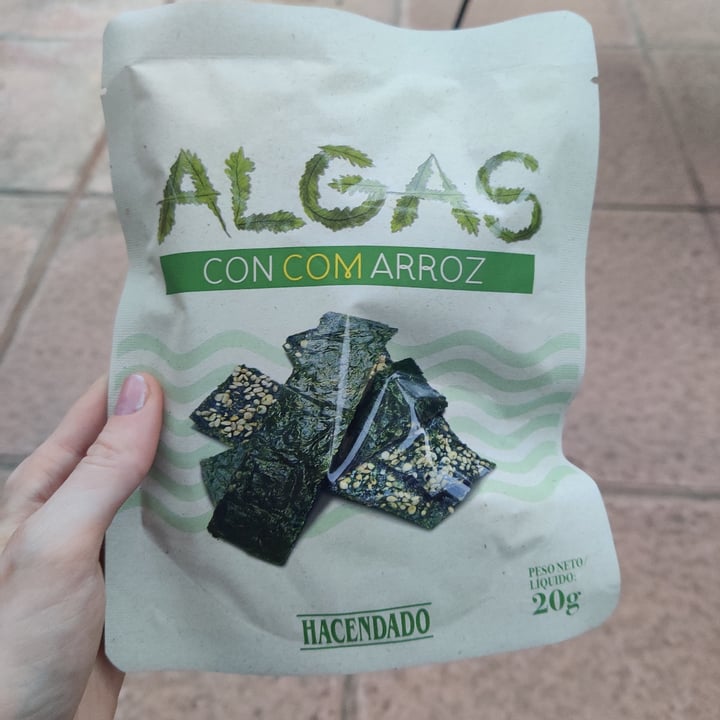 ALGAS
CON COM ARROZ
HACENDADO
PESO NETO/
LÍQUIDO:
20g